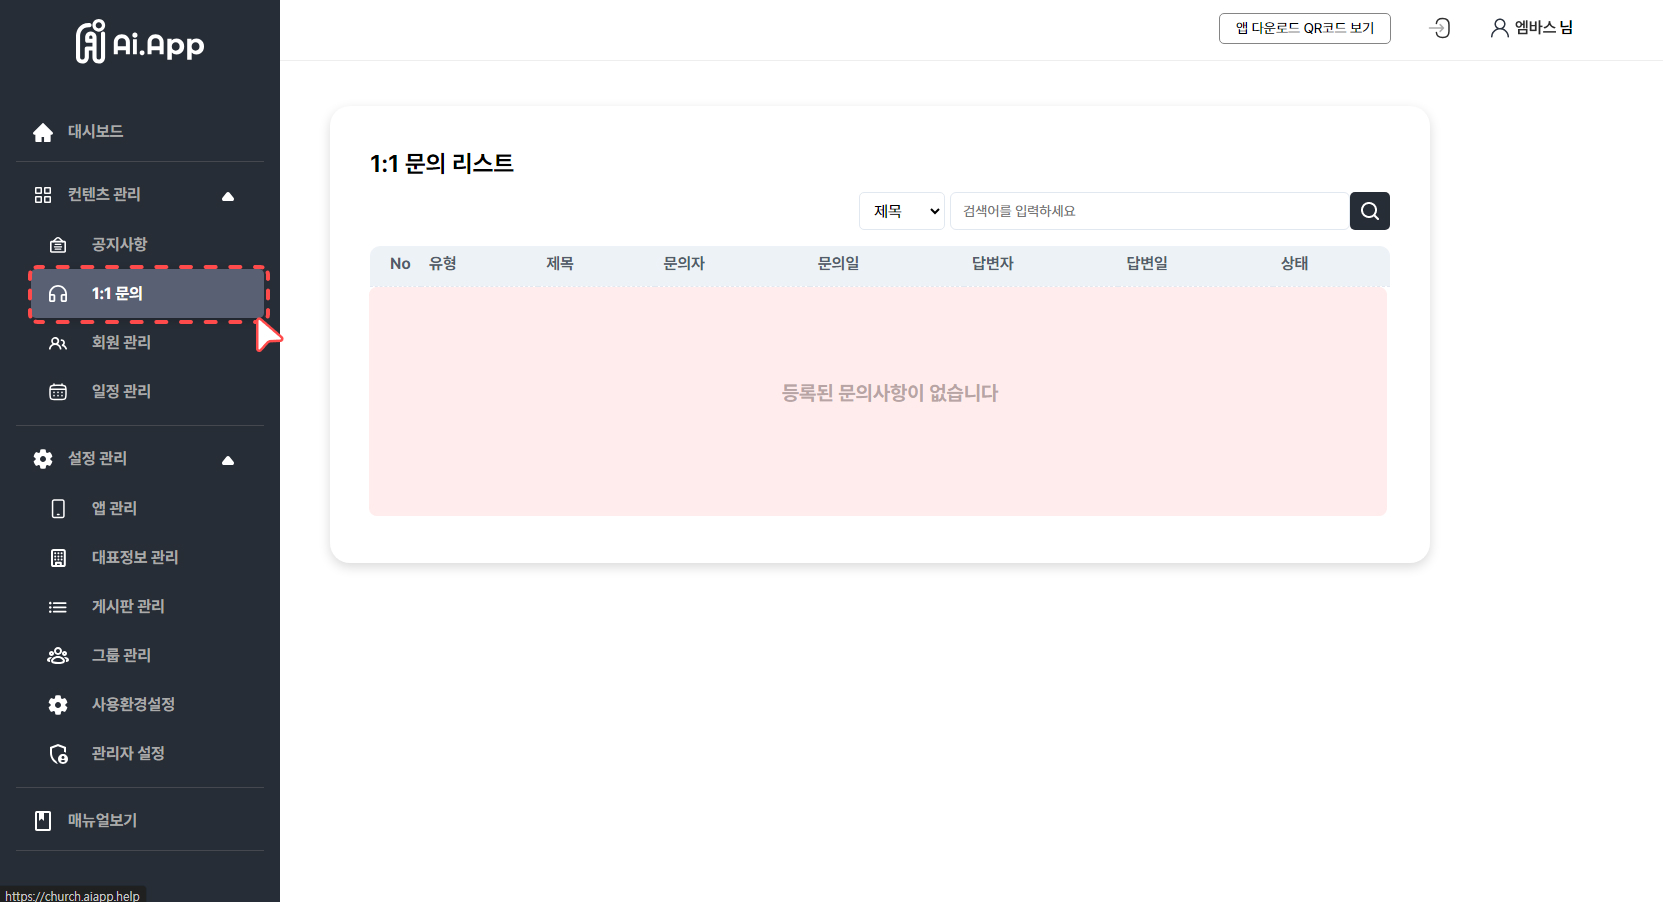 Ai.App
앱 다운로드 QR코드 보기
엠바스 님
대시보드
컨텐츠 관리
공지사항
1:1 문의
회원 관리
일정 관리
설정 관리
앱 관리
대표정보 관리
게시판 관리
그룹 관리
사용환경설정
관리자 설정
매뉴얼보기
https://church.aiapp.help
1:1 문의 리스트
제목
검색어를 입력하세요
No 유형 제목 문의자 문의일 답변자 답변일 상태
등록된 문의사항이 없습니다